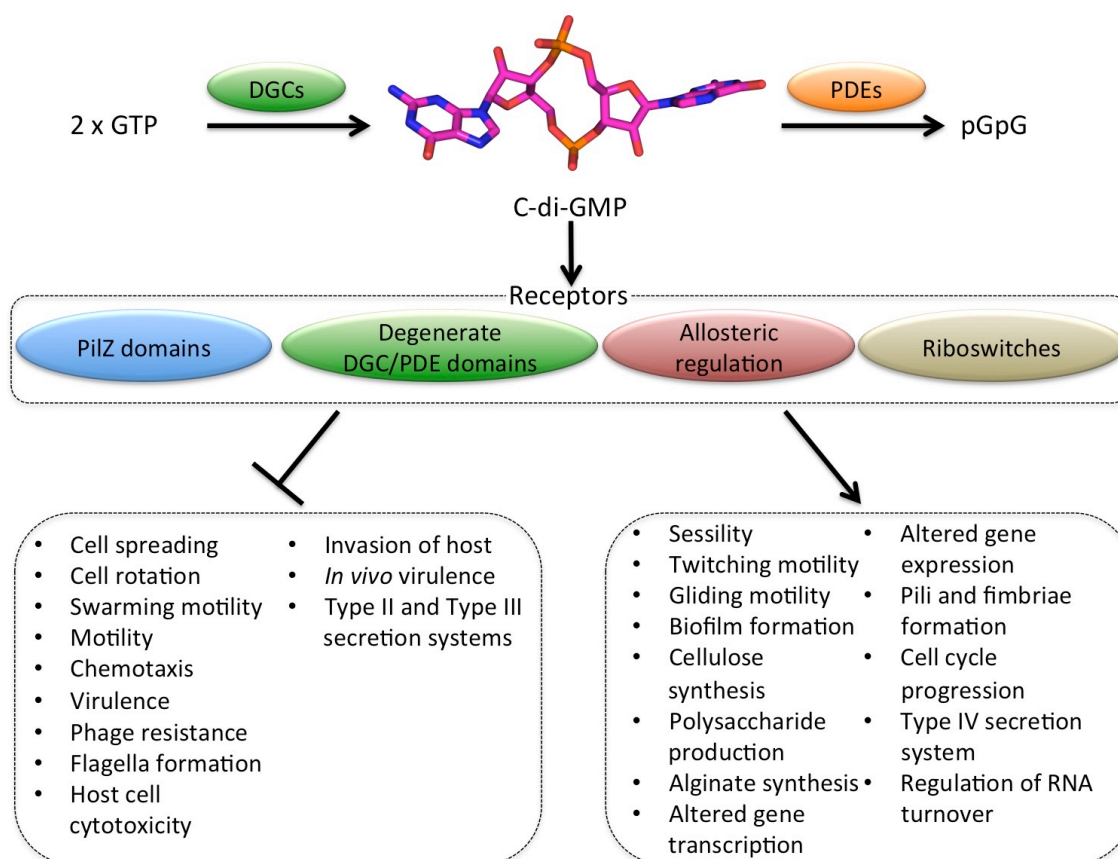 DGCs
PDEs
2 x GTP
pGpG
C-di-GMP
Receptors
PilZ domains
Degenerate
DGC/PDE domains
Allosteric
regulation
Riboswitches
• Cell spreading
• Cell rotation
• Swarming motility
• Motility
• Chemotaxis
• Virulence
• Phage resistance
• Flagella formation
• Host cell
cytotoxicity
• Invasion of host
• In vivo virulence
• Type II and Type III
secretion systems
• Sessility
• Twitching motility
• Gliding motility
• Biofilm formation
• Cellulose
synthesis
• Polysaccharide
production
• Alginate synthesis
• Altered gene
transcription
• Altered gene
expression
• Pili and fimbriae
formation
• Cell cycle
progression
• Type IV secretion
system
• Regulation of RNA
turnover